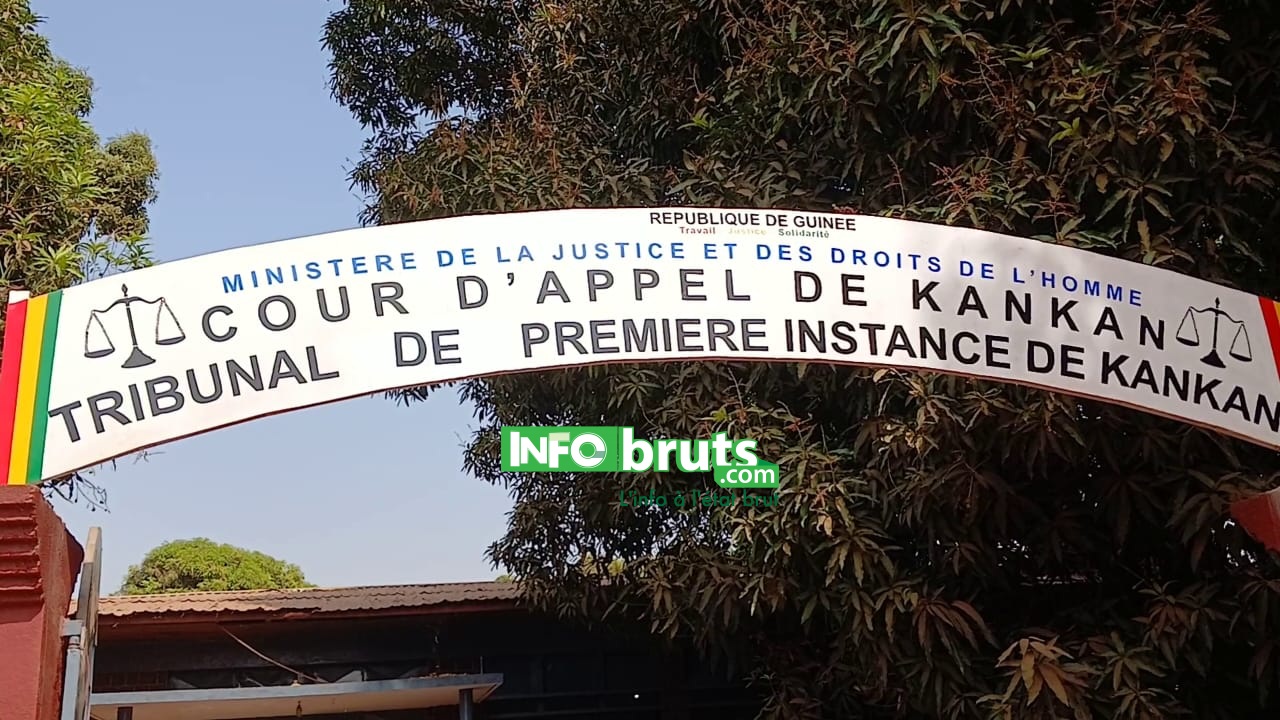 REPUBLIQUE DE GUINEE
Travail Justice Solidarité
MINISTERE DE LA JUSTICE ET DES DROITS DE L'HOMME
COUR D'APPEL DE KANKAN
TRIBUNAL DE PREMIERE INSTANCE DE KANKAN
INFO bruts
.com
L'info à l'état brut